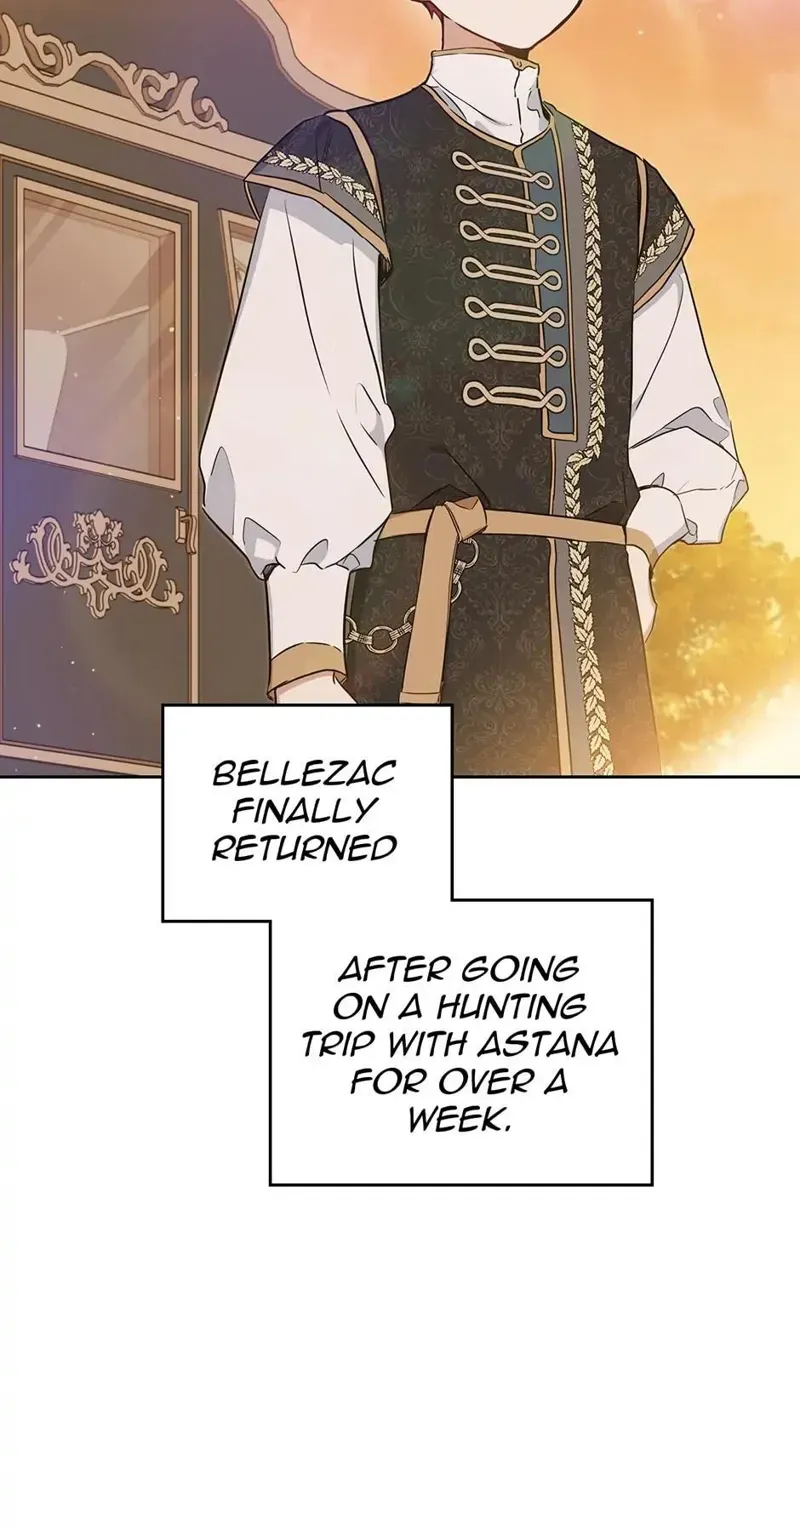 BELLEZAC
FINALLY
RETURNED
AFTER GOING
ON A HUNTING
TRIP WITH ASTANA
FOR OVER A
WEEK.